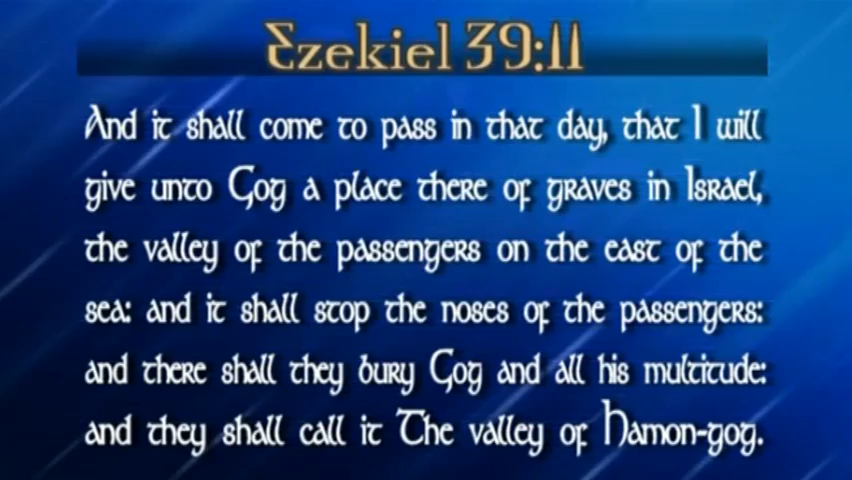 Ezekiel 39:11
And it shall come to pass in that day, that I will
give unto Gog a place there of graves in Israel,
the valley of the passengers on the east of the
sea: and it shall stop the noses of the passengers:
and there shall they bury Gog and all his multitude:
and they shall call it The valley of Hamon-gog.